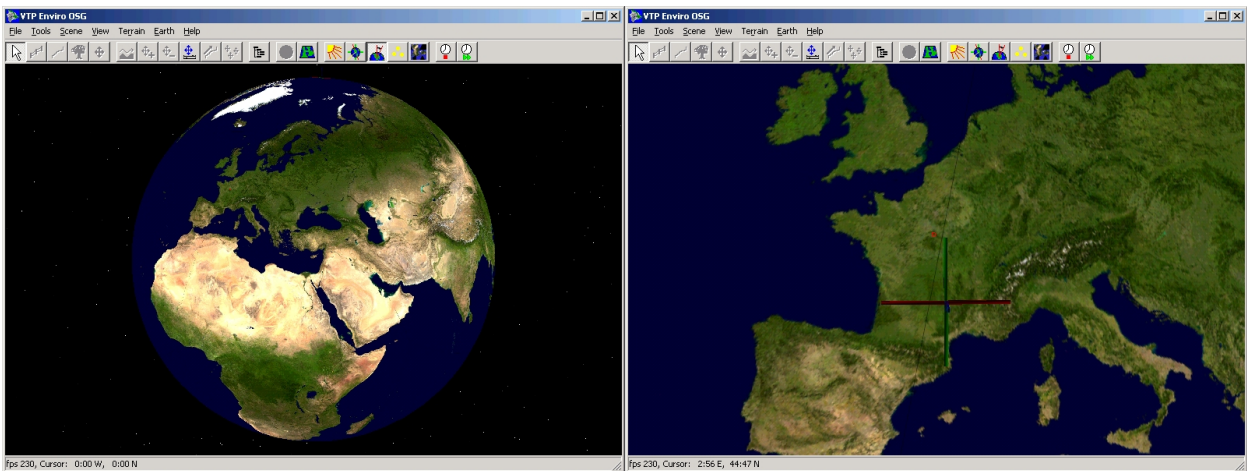 VTP Enviro OSG
File Tools Scene View Terrain Earth Help
fps 230, Cursor: 0:00 W, 0:00 N
VTP Enviro OSG
File Tools Scene View Terrain Earth Help
fps 230, Cursor: 2:56 E, 44:47 N